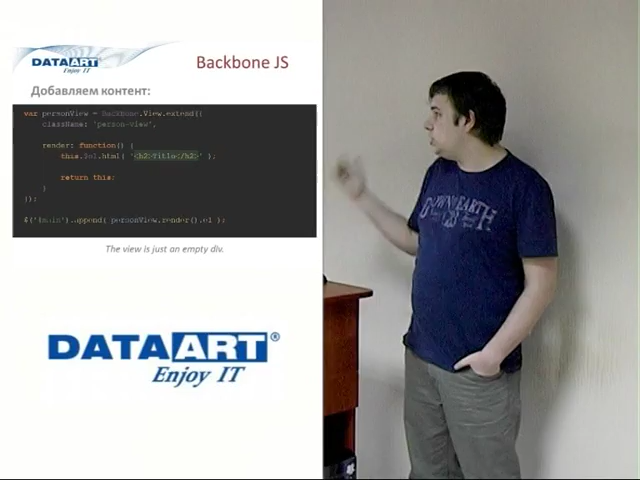 DATAART
Enjoy IT
Backbone JS
Добавляем контент:
var personView = Backbone.View.extend({
className: 'person-view',
render: function() {
this.$el.html( '<h2>Title</h2>' );
return this;
}
});
$('#main').append( personView.render().el );
The view is just an empty div.
DATAART®
Enjoy IT
DOWN EARTH